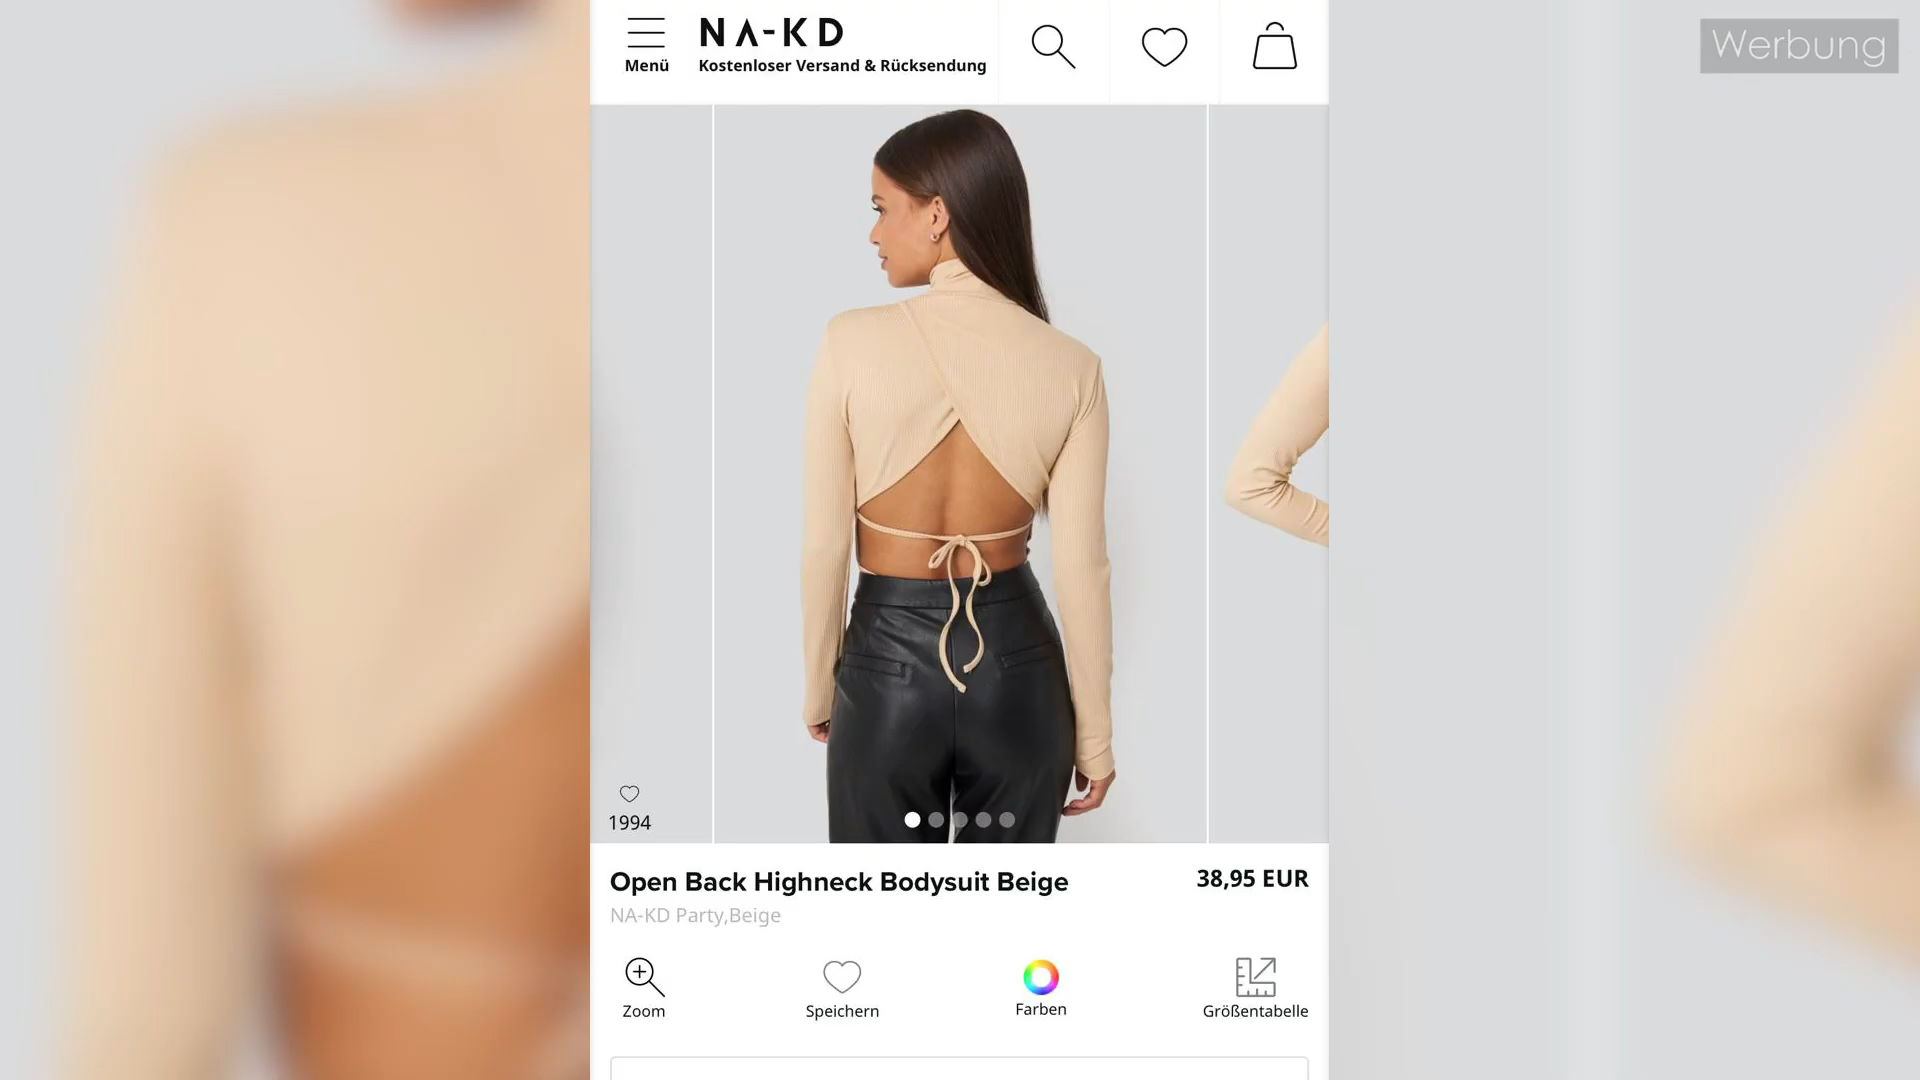 Menü
NA-KD
Kostenloser Versand & Rücksendung
Werbung
1994
Open Back Highneck Bodysuit Beige
38,95 EUR
NA-KD Party,Beige
Zoom
Speichern
Farben
Größentabelle